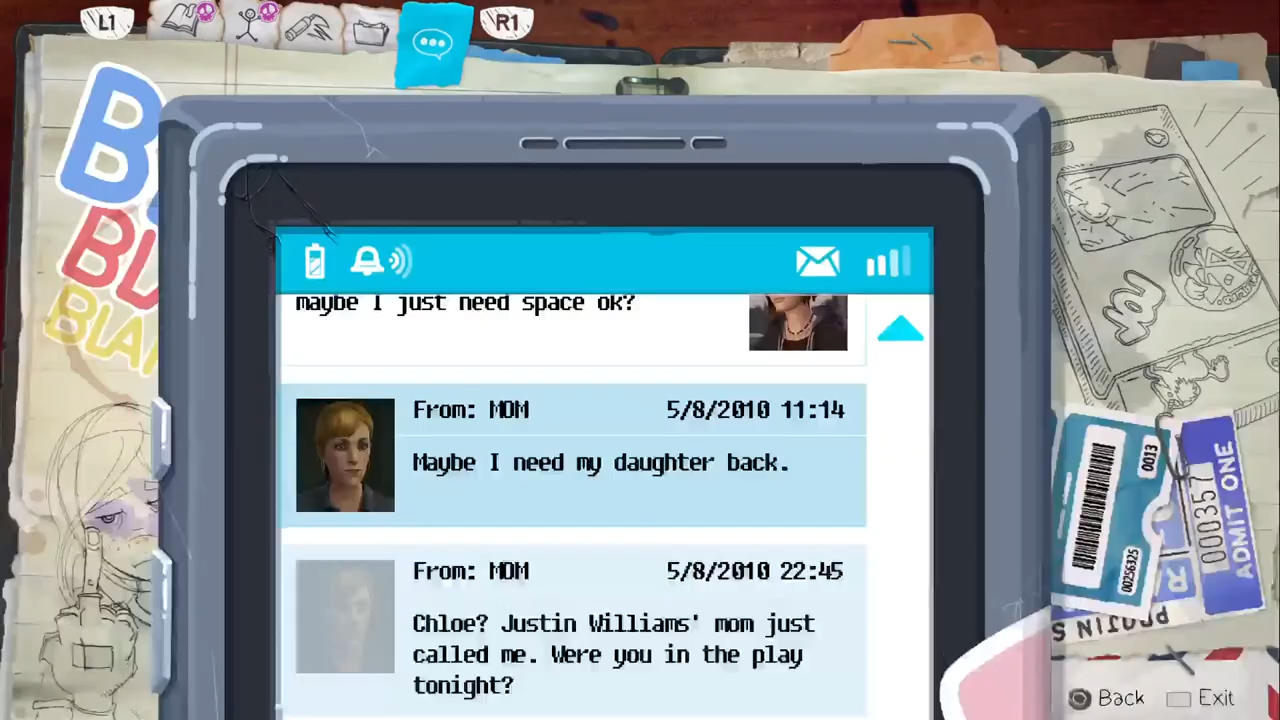 L1
R1
maybe I just need space ok?
From: MOM
5/8/2010 11:14
Maybe I need my daughter back.
From: MOM
5/8/2010 22:45
Chloe? Justin Williams' mom just
called me. Were you in the play
tonight?
0013
00256325
000357
ADMIT ONE
Back
Exit